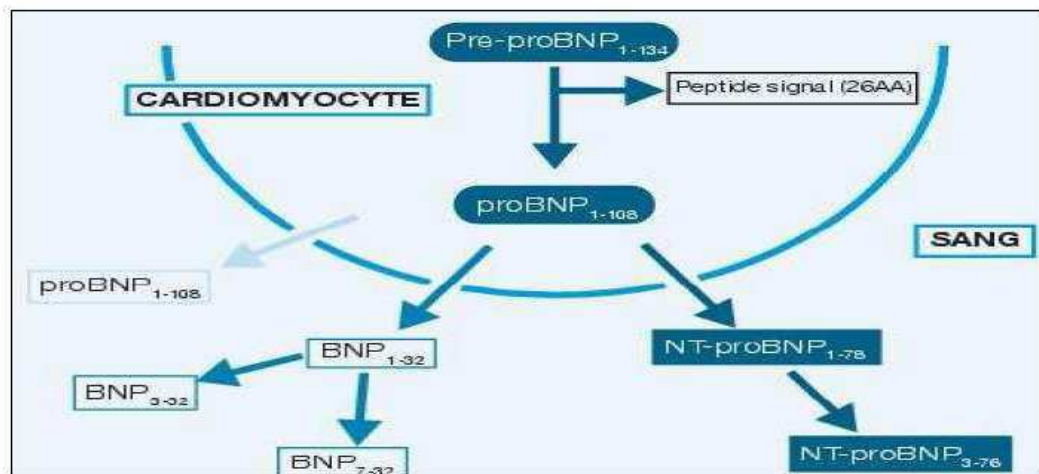 Pre-proBNP1-134
CARDIOMYOCYTE
Peptide signal (26AA)
proBNP1-108
SANG
proBNP1-108
BNP1-32
NT-proBNP1-76
BNP3-32
BNP7-32
NT-proBNP3-76